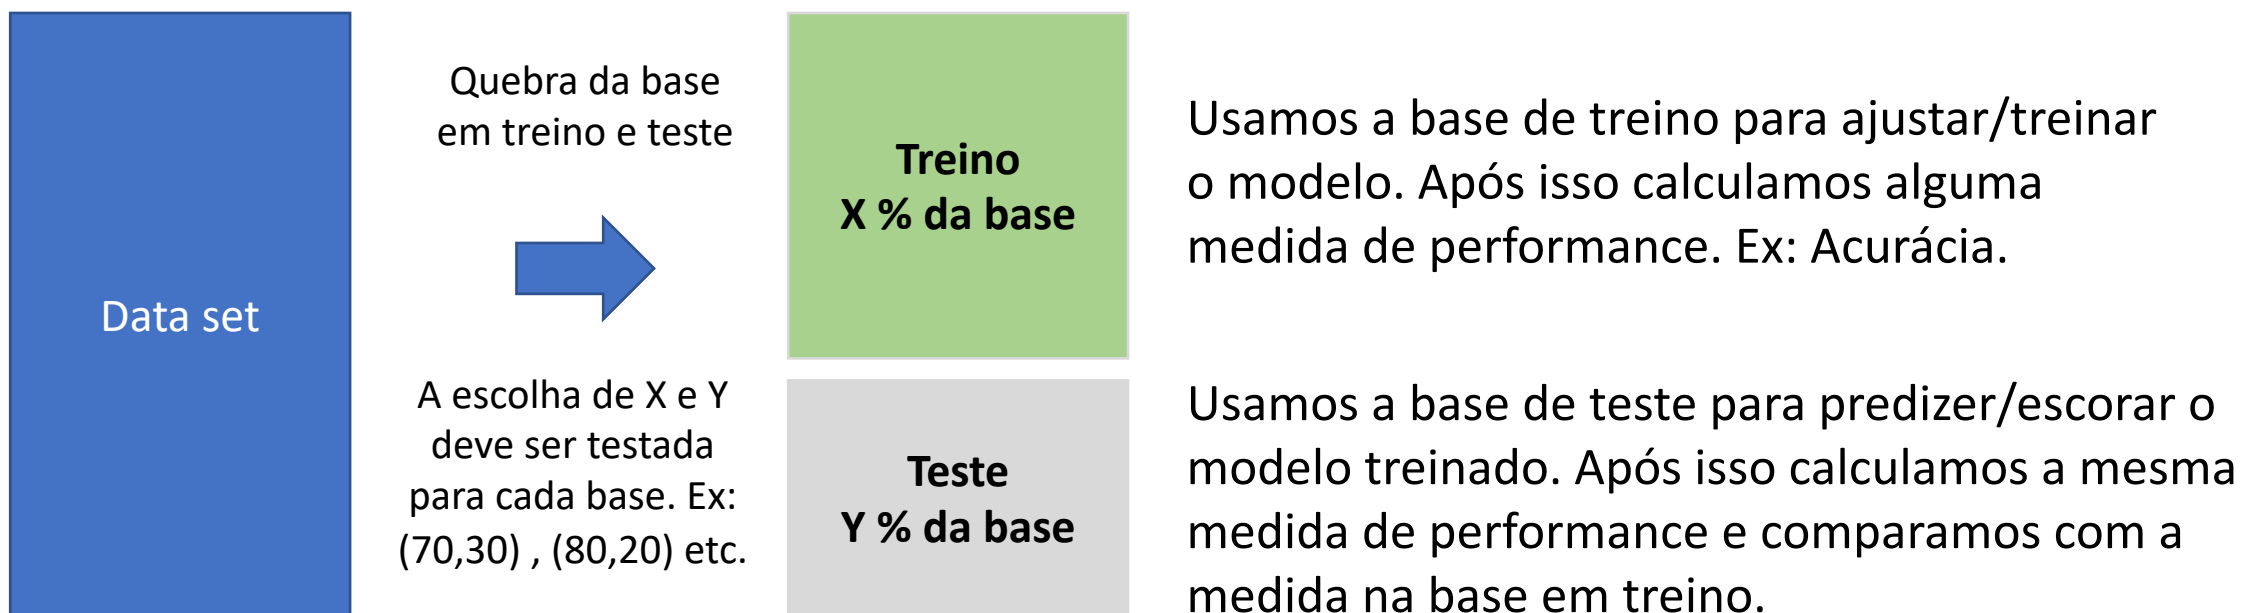 Data set
Quebra da base
em treino e teste
A escolha de X e Y
deve ser testada
para cada base. Ex:
(70,30) , (80,20) etc.
Treino
X % da base
Teste
Y % da base
Usamos a base de treino para ajustar/treinar
o modelo. Após isso calculamos alguma
medida de performance. Ex: Acurácia.
Usamos a base de teste para predizer/escorar o
modelo treinado. Após isso calculamos a mesma
medida de performance e comparamos com a
medida na base em treino.